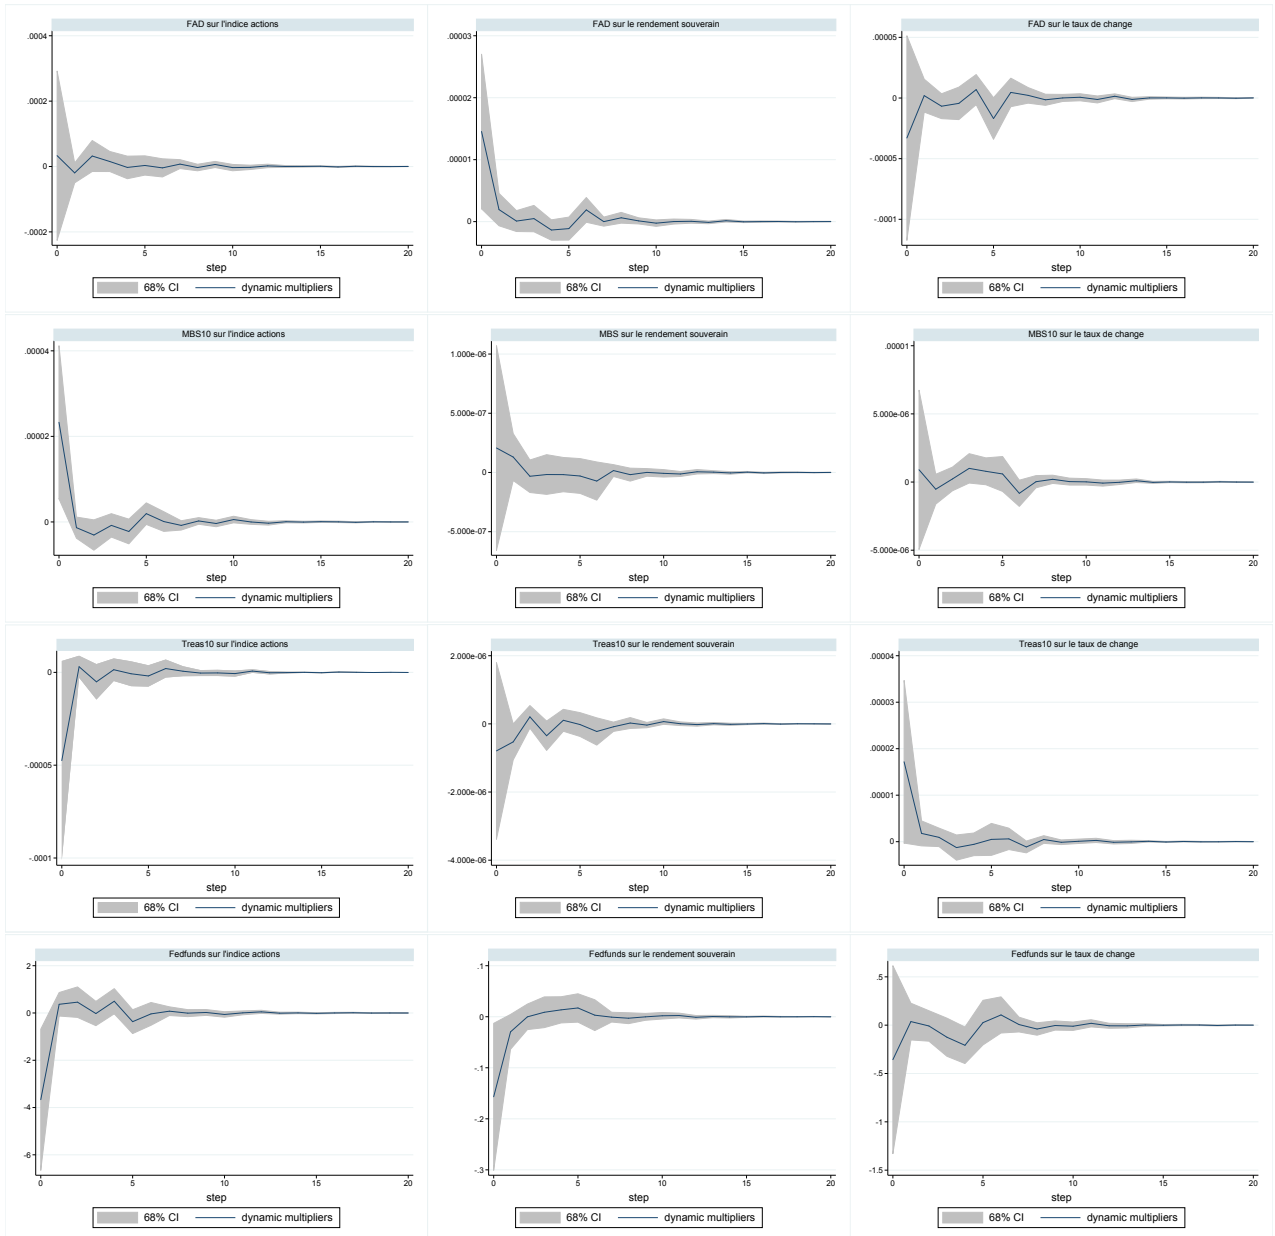 FAD sur l'indice actions
.0004
.0002
0
-.0002
0 5 10 15 20
step
68% CI dynamic multipliers
FAD sur le rendement souverain
.00003
.00002
.00001
0
0 5 10 15 20
step
68% CI dynamic multipliers
FAD sur le taux de change
.00005
0
-.00005
-.0001
0 5 10 15 20
step
68% CI dynamic multipliers
MBS10 sur l'indice actions
.00004
.00002
0
0 5 10 15 20
step
68% CI dynamic multipliers
MBS sur le rendement souverain
1.000e-06
5.000e-07
0
-5.000e-07
0 5 10 15 20
step
68% CI dynamic multipliers
MBS10 sur le taux de change
.00001
5.000e-06
0
-5.000e-06
0 5 10 15 20
step
68% CI dynamic multipliers
Treas10 sur l'indice actions
0
-.00005
-.0001
0 5 10 15 20
step
68% CI dynamic multipliers
Treas10 sur le rendement souverain
2.000e-06
0
-2.000e-06
-4.000e-06
0 5 10 15 20
step
68% CI dynamic multipliers
Treas10 sur le taux de change
.00004
.00003
.00002
.00001
0
0 5 10 15 20
step
68% CI dynamic multipliers
Fedfunds sur l'indice actions
2
0
-2
-4
-6
0 5 10 15 20
step
68% CI dynamic multipliers
Fedfunds sur le rendement souverain
.1
0
-.1
-.2
-.3
0 5 10 15 20
step
68% CI dynamic multipliers
Fedfunds sur le taux de change
.5
0
-.5
-1
-1.5
0 5 10 15 20
step
68% CI dynamic multipliers